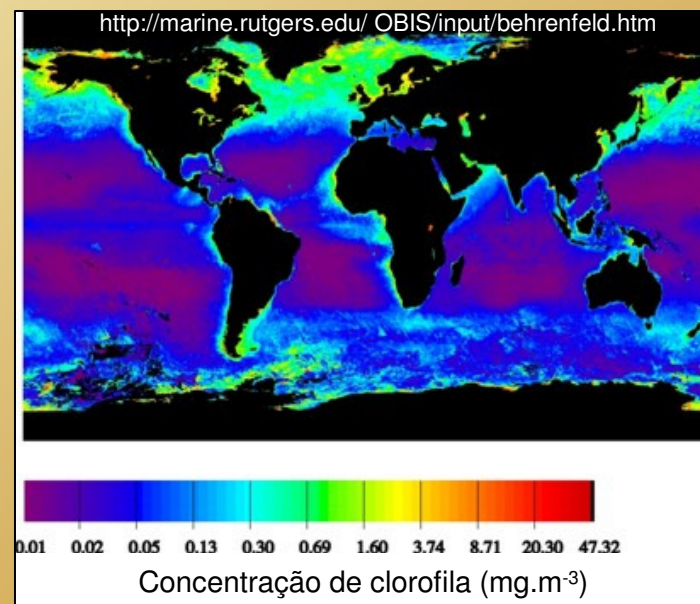 http://marine.rutgers.edu/ OBIS/input/behrenfeld.htm
0.01 0.02 0.05 0.13 0.30 0.69 1.60 3.74 8.71 20.30 47.32
Concentração de clorofila (mg.m-3)